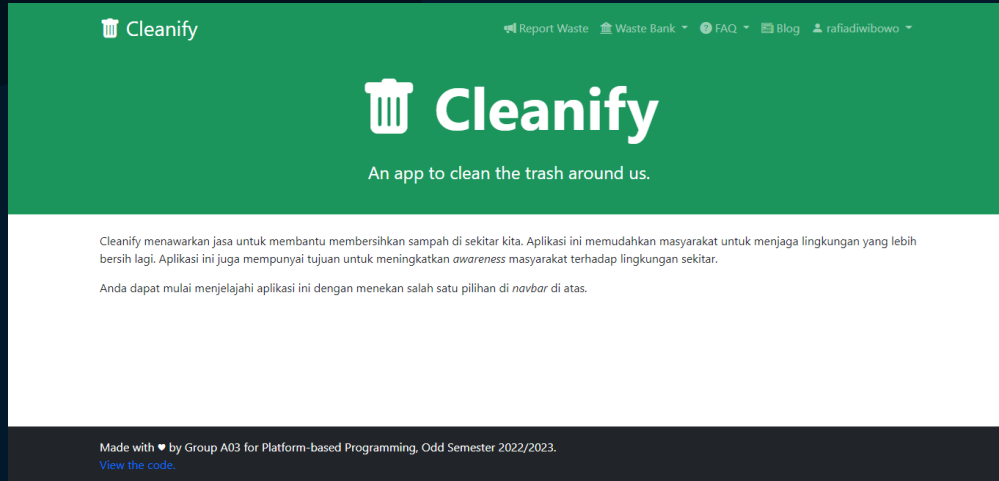 Cleanify
Report Waste Waste Bank FAQ Blog rafiadiwibowo
Cleanify
An app to clean the trash around us.
Cleanify menawarkan jasa untuk membantu membersihkan sampah di sekitar kita. Aplikasi ini memudahkan masyarakat untuk menjaga lingkungan yang lebih
bersih lagi. Aplikasi ini juga mempunyai tujuan untuk meningkatkan awareness masyarakat terhadap lingkungan sekitar.
Anda dapat mulai menjelajahi aplikasi ini dengan menekan salah satu pilihan di navbar di atas.
Made with ♥ by Group A03 for Platform-based Programming, Odd Semester 2022/2023.
View the code.